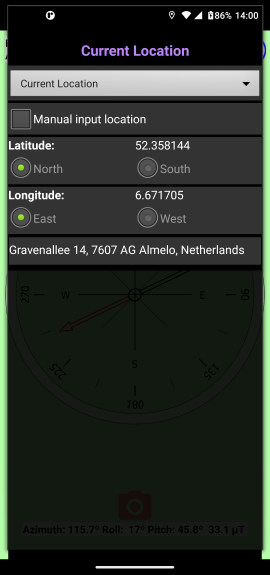 86% 14:00
Current Location
Current Location
Manual input location
Latitude: 52.358144
North South
Longitude: 6.671705
East West
Gravenallee 14, 7607 AG Almelo, Netherlands
270 W E 90
225 S 135
180
Azimuth: 115.7° Roll: 17° Pitch: 45.8° 33.1 µT